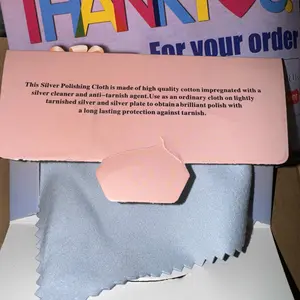 THANK YOU
For your order
This Silver Polishing Cloth is made of high quality cotton impregnated with a
silver cleaner and anti-tarnish agent.Use as an ordinary cloth on lightly
tarnished silver and silver plate to obtain a brilliant polish with
a long lasting protection against tarnish.